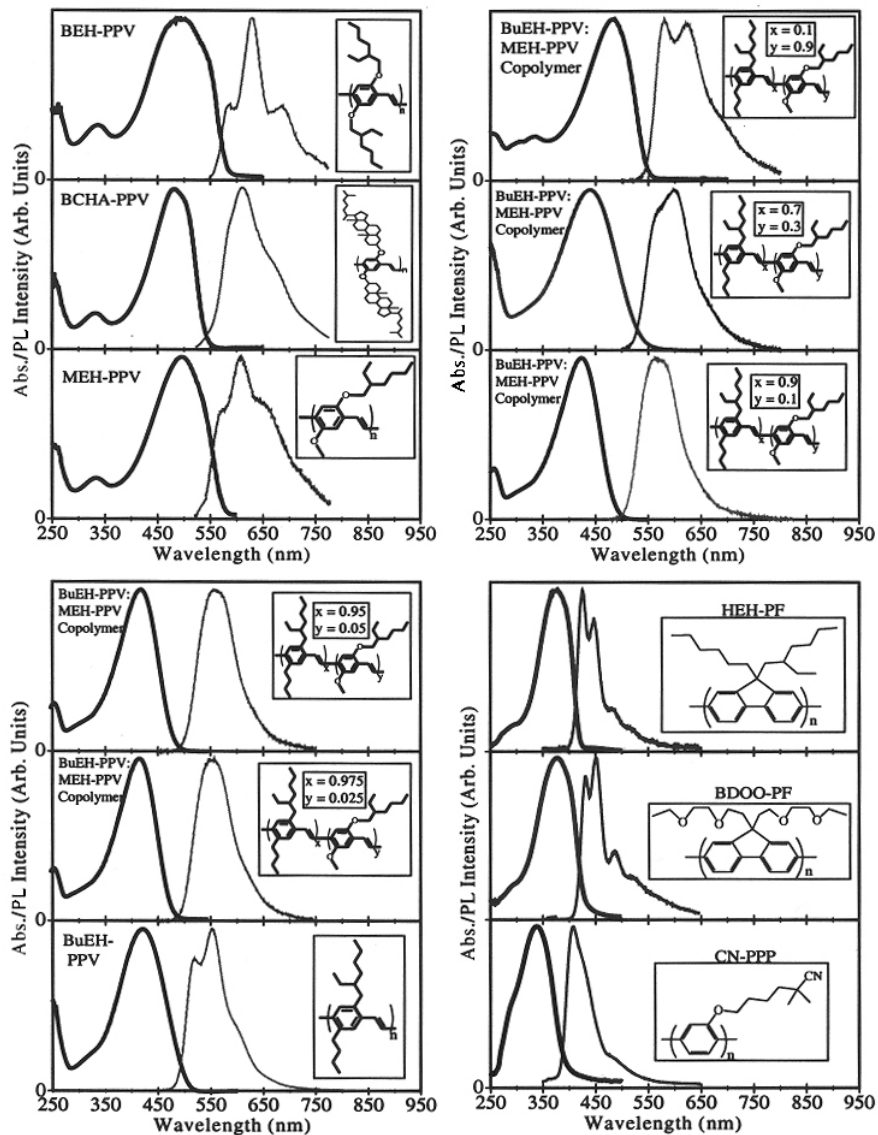 BEH-PPV
n
0
BCHA-PPV
n
0
MEH-PPV
O
O
n
0
250 350 450 550 650 750 850 950
Wavelength (nm)
Abs./PL Intensity (Arb. Units)
BuEH-PPV:
MEH-PPV
Copolymer
x = 0.1
y = 0.9
O
O
x
y
0
BuEH-PPV:
MEH-PPV
Copolymer
x = 0.7
y = 0.3
O
O
x
y
0
BuEH-PPV:
MEH-PPV
Copolymer
x = 0.9
y = 0.1
O
O
x
y
0
250 350 450 550 650 750 850 950
Wavelength (nm)
Abs./PL Intensity (Arb. Units)
BuEH-PPV:
MEH-PPV
Copolymer
x = 0.95
y = 0.05
O
O
x
y
0
BuEH-PPV:
MEH-PPV
Copolymer
x = 0.975
y = 0.025
O
O
x
y
0
BuEH-
PPV
n
0
250 350 450 550 650 750 850 950
Wavelength (nm)
Abs./PL Intensity (Arb. Units)
HEH-PF
n
0
BDOO-PF
O O O O
n
0
CN-PPP
CN
O
n
0
250 350 450 550 650 750 850 950
Wavelength (nm)
Abs./PL Intensity (Arb. Units)